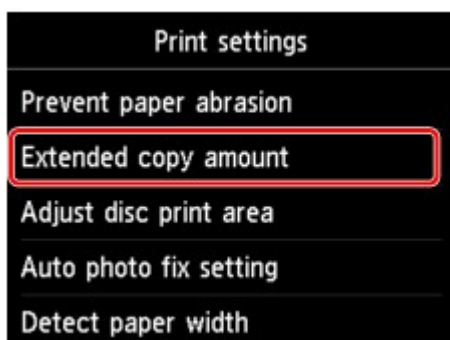 Print settings
Prevent paper abrasion
Extended copy amount
Adjust disc print area
Auto photo fix setting
Detect paper width